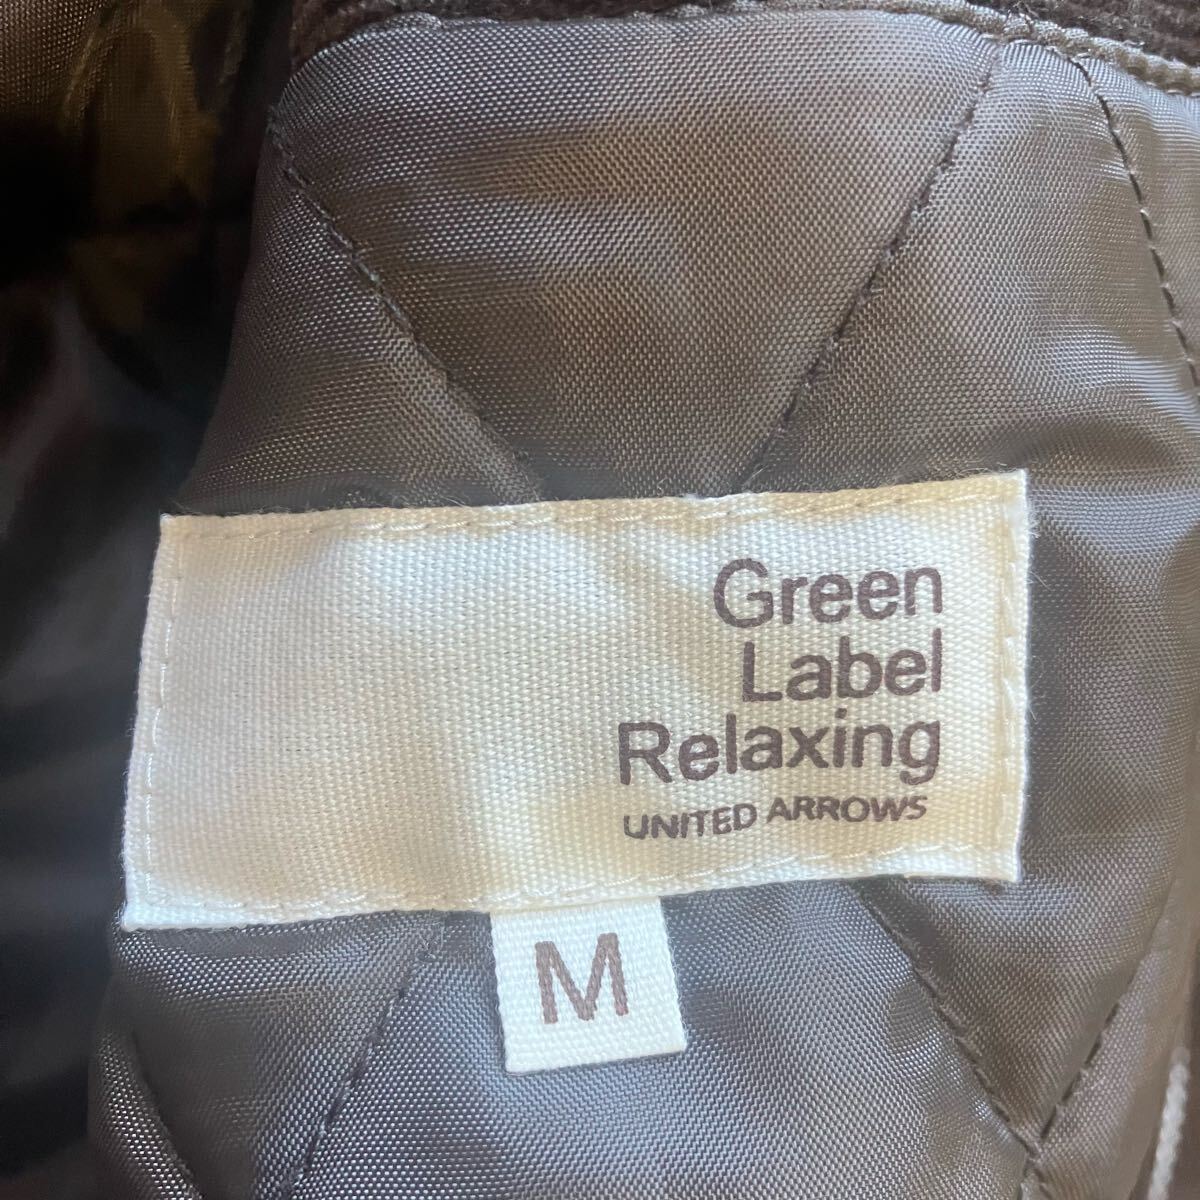 Green
Label
Relaxing
UNITED ARROWS
M